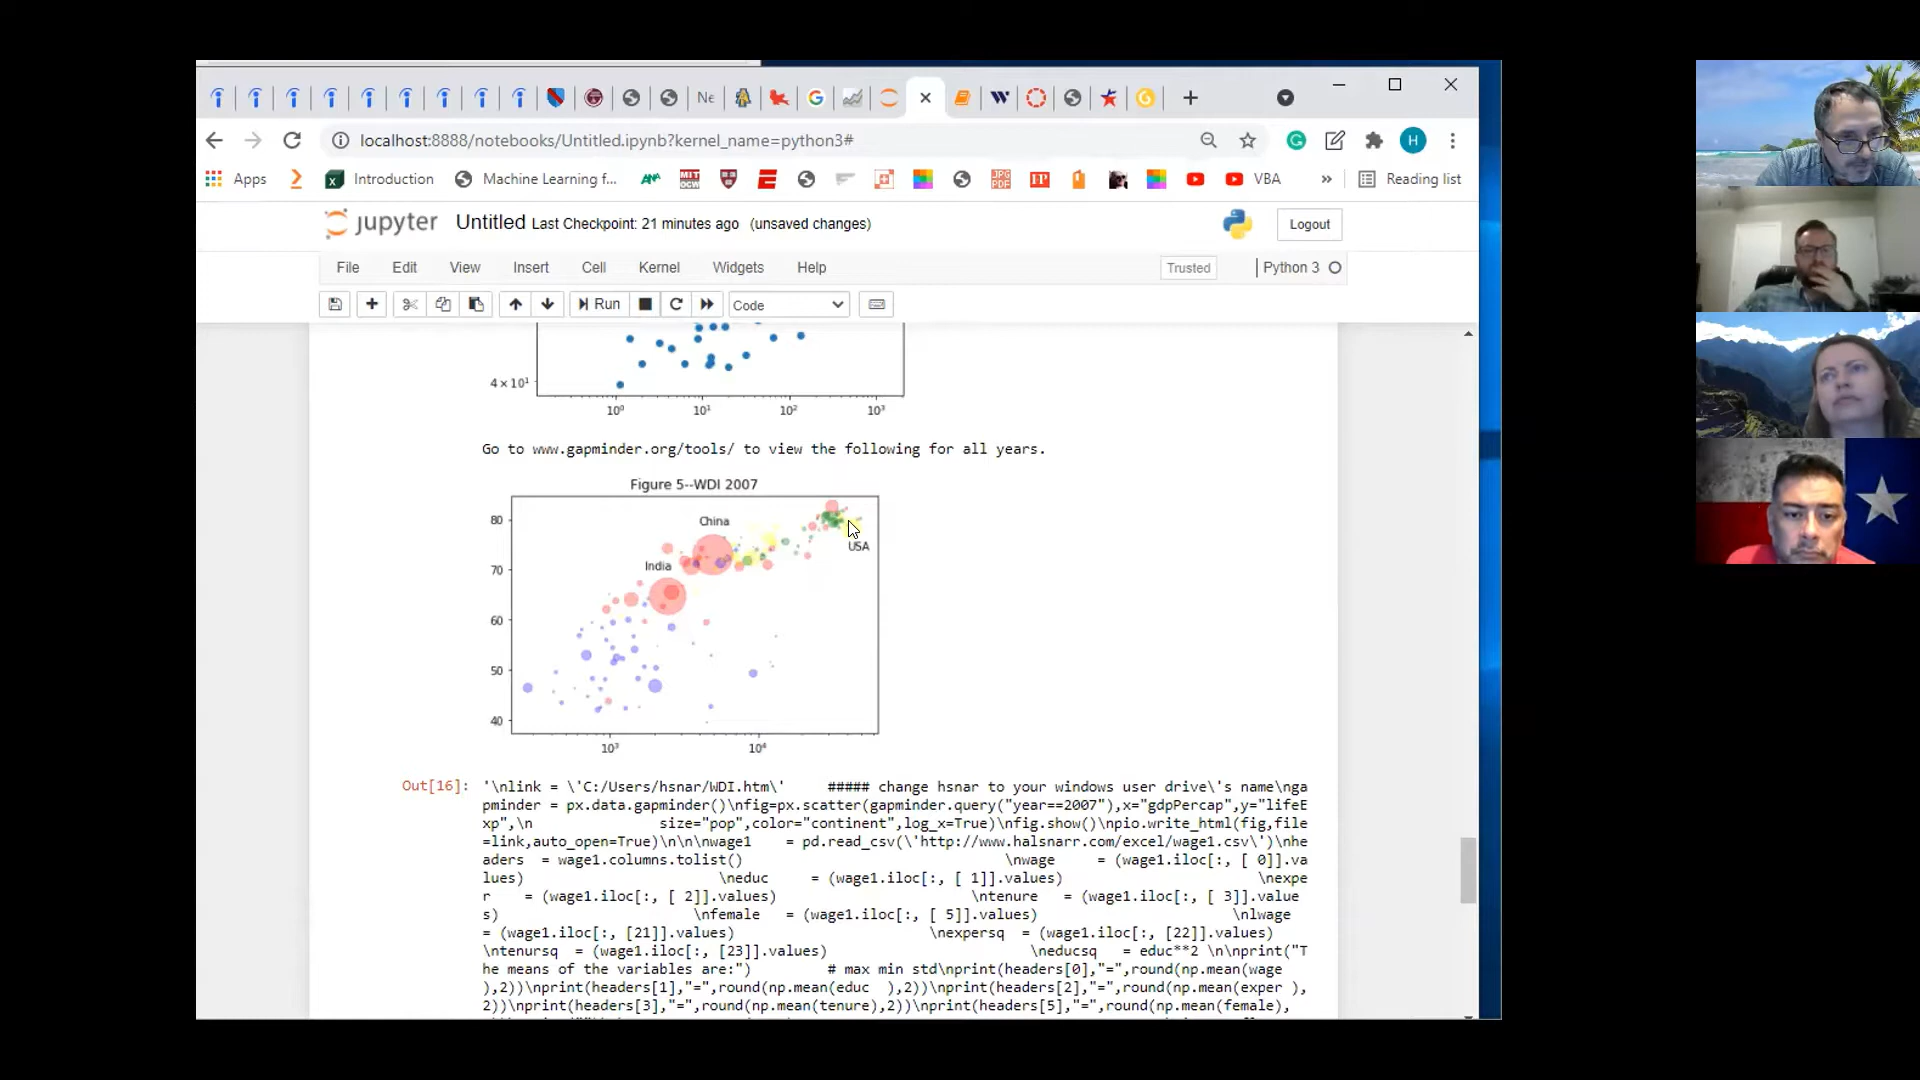 Ne
localhost:8888/notebooks/Untitled.ipynb?kernel_name=python3#
H
Apps
Introduction
Machine Learning f...
VBA
»
Reading list
jupyter
Untitled Last Checkpoint: 21 minutes ago (unsaved changes)
Logout
File Edit View Insert Cell Kernel Widgets Help
Trusted
Python 3
Run
Code
4 × 10¹
10⁰ 10¹ 10² 10³
Go to www.gapminder.org/tools/ to view the following for all years.
Figure 5--WDI 2007
80
China
USA
70
India
60
50
40
10³ 10⁴
Out[16]: '\nlink = \'C:/Users/hsnar/WDI.htm\' ##### change hsnar to your windows user drive\'s name\nga
pminder = px.data.gapminder()\nfig=px.scatter(gapminder.query("year==2007"),x="gdpPercap",y="lifeE
xp",\n size="pop",color="continent",log_x=True)\nfig.show()\npio.write_html(fig,file
=link,auto_open=True)\n\n\nwage1 = pd.read_csv(\'http://www.halsnarr.com/excel/wage1.csv\')\nhe
aders = wage1.columns.tolist() \nwage = (wage1.iloc[:, [ 0]].va
lues) \neduc = (wage1.iloc[:, [ 1]].values) \nexpe
r = (wage1.iloc[:, [ 2]].values) \ntenure = (wage1.iloc[:, [ 3]].value
s) \nfemale = (wage1.iloc[:, [ 5]].values) \nlwage
= (wage1.iloc[:, [21]].values) \nexpersq = (wage1.iloc[:, [22]].values)
\ntenursq = (wage1.iloc[:, [23]].values) \neducsq = educ**2 \n\nprint("T
he means of the variables are:") # max min std\nprint(headers[0],"=",round(np.mean(wage
),2))\nprint(headers[1],"=",round(np.mean(educ ),2))\nprint(headers[2],"=",round(np.mean(exper ),
2))\nprint(headers[3],"=",round(np.mean(tenure),2))\nprint(headers[5],"=",round(np.mean(female),